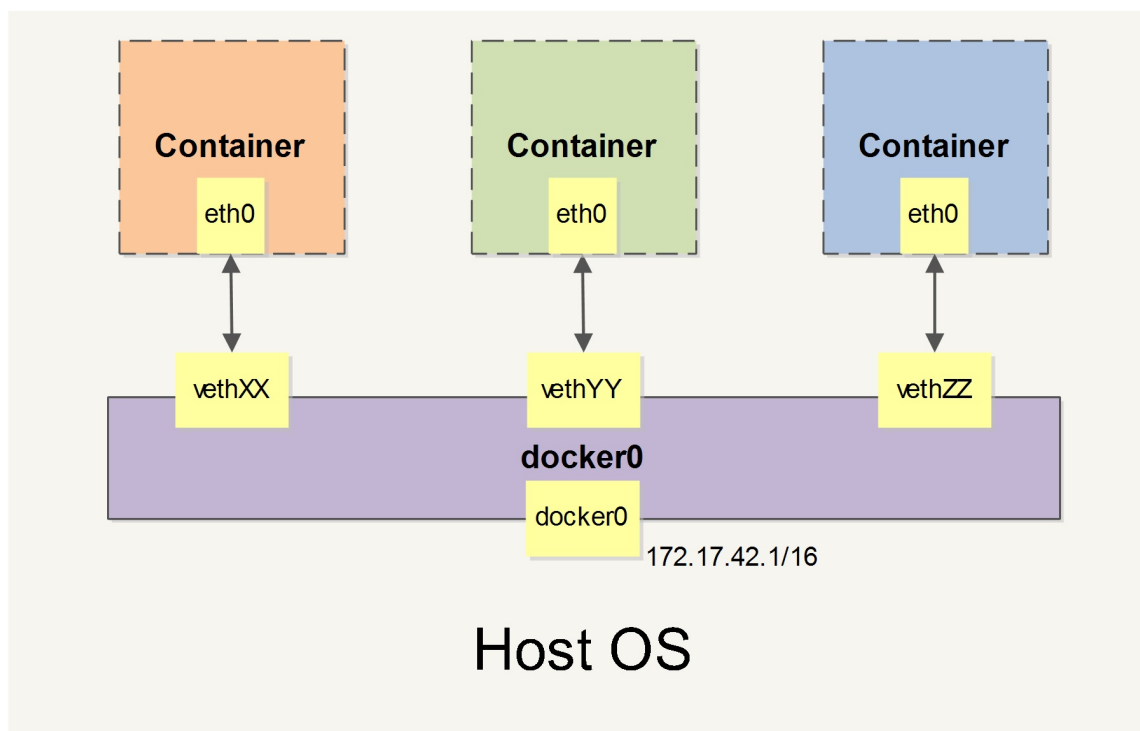 Container
Container
Container
eth0
eth0
eth0
vethXX
vethYY
vethZZ
docker0
docker0
172.17.42.1/16
Host OS